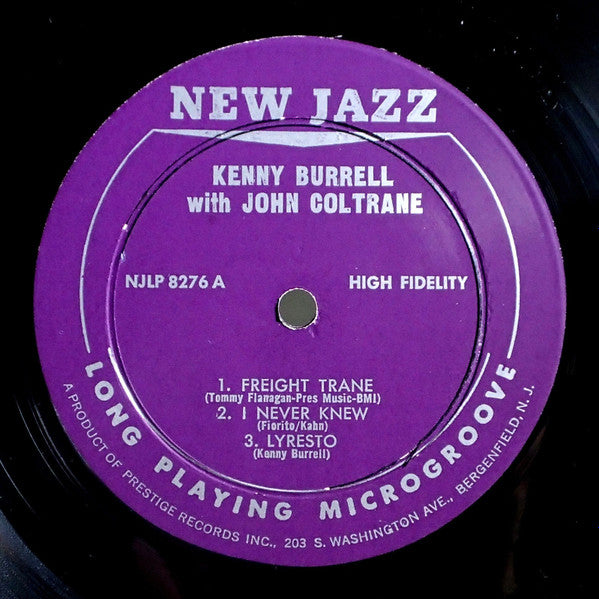 NEW JAZZ
KENNY BURRELL
with JOHN COLTRANE
NJLP 8276 A
HIGH FIDELITY
1. FREIGHT TRANE
(Tommy Flanagan-Pres Music-BMI)
2. I NEVER KNEW
(Fiorito/Kahn)
3. LYRESTO
(Kenny Burrell)
LONG PLAYING MICROGROOVE
A PRODUCT OF PRESTIGE RECORDS INC., 203 S. WASHINGTON AVE., BERGENFIELD, N. J.